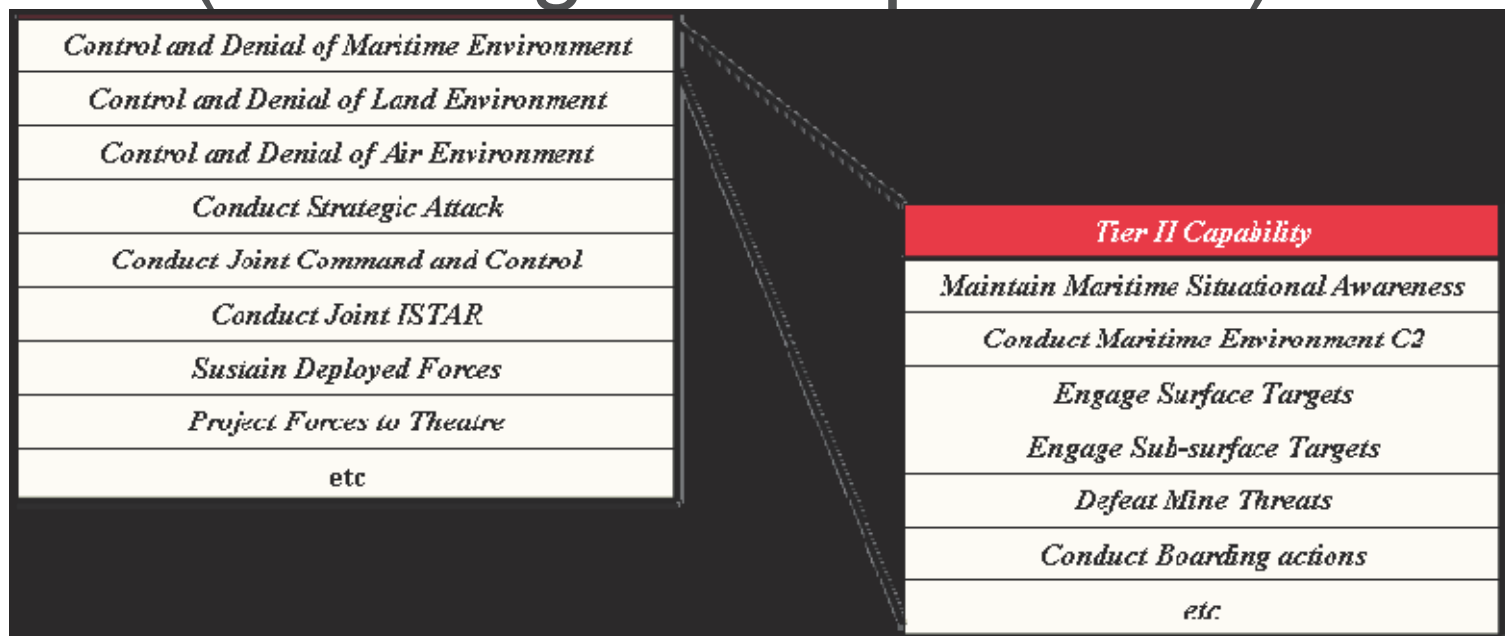 Control and Denial of Maritime Environment
Control and Denial of Land Environment
Control and Denial of Air Environment
Conduct Strategic Attack
Conduct Joint Command and Control
Conduct Joint ISTAR
Sustain Deployed Forces
Project Forces to Theatre
etc
Tier II Capability
Maintain Maritime Situational Awareness
Conduct Maritime Environment C2
Engage Surface Targets
Engage Sub-surface Targets
Defeat Mine Threats
Conduct Boarding actions
etc